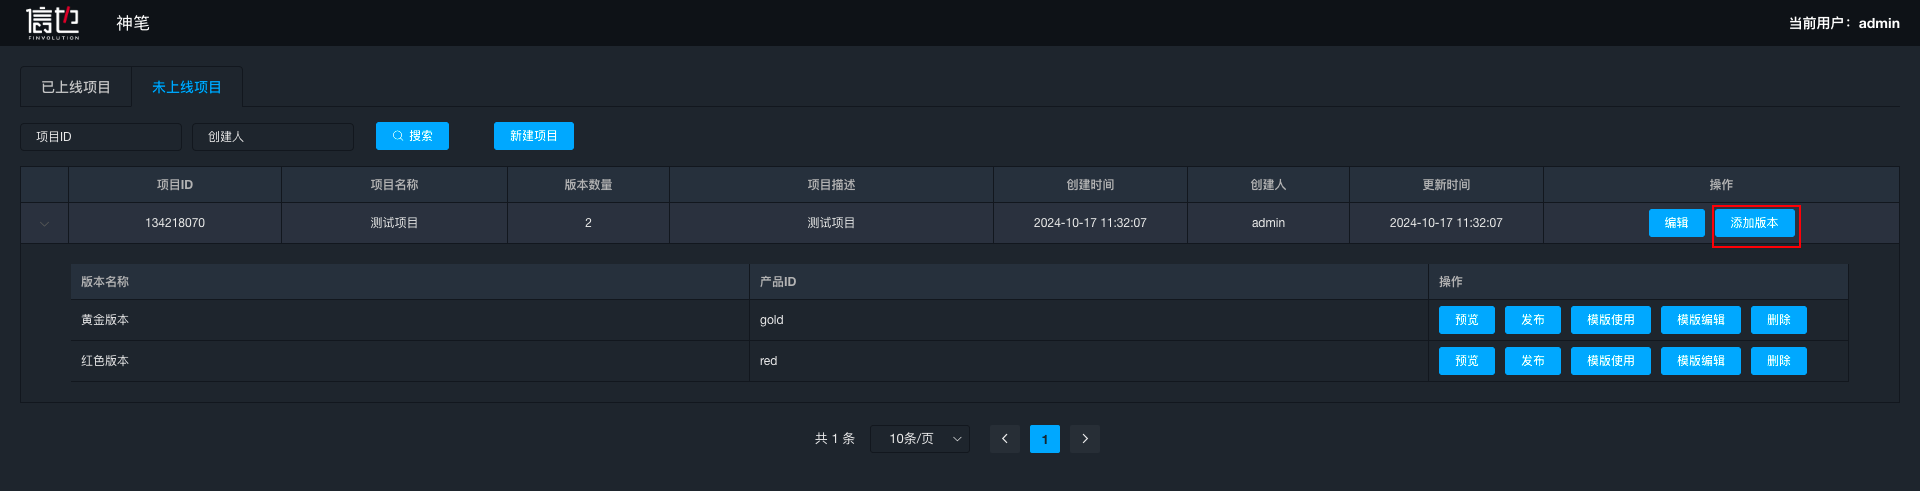 信也 神笔 当前用户：admin
FINVOLUTION
已上线项目 未上线项目
项目ID 创建人 搜索 新建项目
项目ID 项目名称 版本数量 项目描述 创建时间 创建人 更新时间 操作
134218070 测试项目 2 测试项目 2024-10-17 11:32:07 admin 2024-10-17 11:32:07 编辑 添加版本
版本名称 产品ID 操作
黄金版本 gold 预览 发布 模版使用 模版编辑 删除
红色版本 red 预览 发布 模版使用 模版编辑 删除
共 1 条 10条/页 1